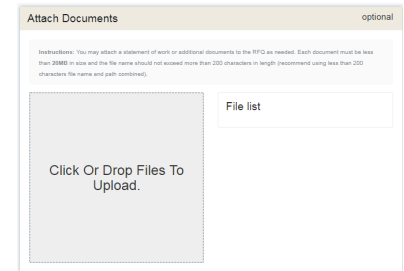 Attach Documents
optional
Instructions: You may attach a statement of work or additional documents to the RFQ as needed. Each document must be less
than 20MB in size and the file name should not exceed more than 200 characters in length (recommend using less than 200
characters file name and path combined).
Click Or Drop Files To
Upload.
File list